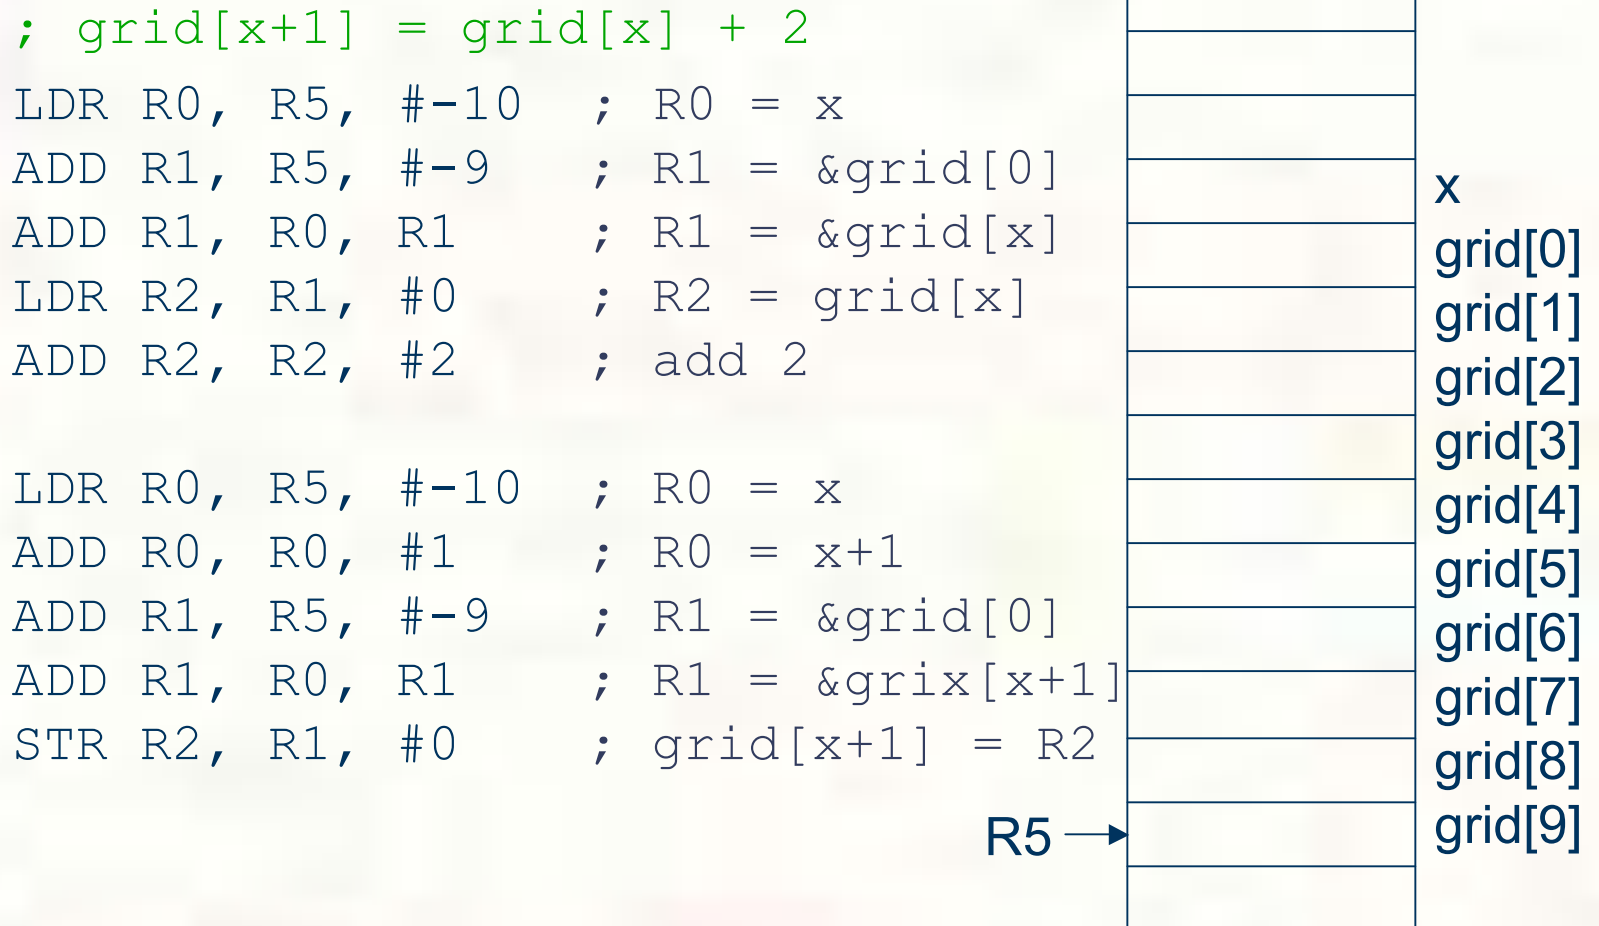 ; grid[x+1] = grid[x] + 2
LDR R0, R5, #-10 ; R0 = x
ADD R1, R5, #-9 ; R1 = &grid[0]
ADD R1, R0, R1 ; R1 = &grid[x]
LDR R2, R1, #0 ; R2 = grid[x]
ADD R2, R2, #2 ; add 2
LDR R0, R5, #-10 ; R0 = x
ADD R0, R0, #1 ; R0 = x+1
ADD R1, R5, #-9 ; R1 = &grid[0]
ADD R1, R0, R1 ; R1 = &grix[x+1]
STR R2, R1, #0 ; grid[x+1] = R2
R5
x
grid[0]
grid[1]
grid[2]
grid[3]
grid[4]
grid[5]
grid[6]
grid[7]
grid[8]
grid[9]